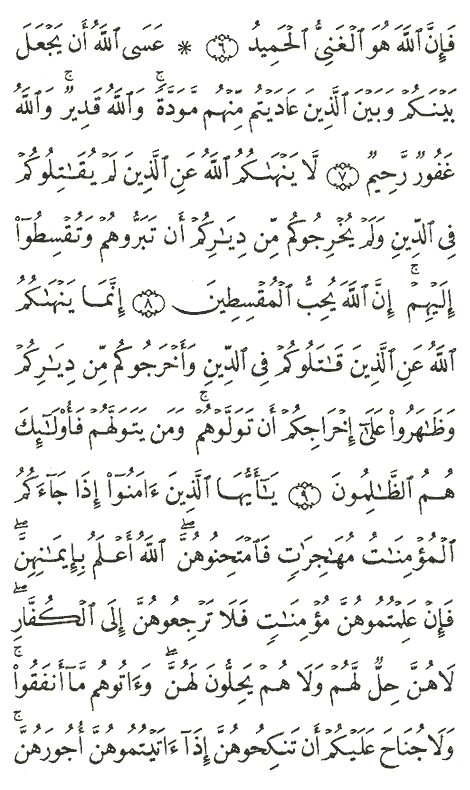 فَإِنَّ ٱللَّهَ هُوَ ٱلْغَنِىُّ ٱلْحَمِيدُ ۝٦ * عَسَى ٱللَّهُ أَن يَجْعَلَ
بَيْنَكُمْ وَبَيْنَ ٱلَّذِينَ عَادَيْتُم مِّنْهُم مَّوَدَّةً ۚ وَٱللَّهُ قَدِيرٌ ۚ وَٱللَّهُ
غَفُورٌ رَّحِيمٌ ۝٧ لَّا يَنْهَىٰكُمُ ٱللَّهُ عَنِ ٱلَّذِينَ لَمْ يُقَٰتِلُوكُمْ
فِى ٱلدِّينِ وَلَمْ يُخْرِجُوكُم مِّن دِيَٰرِكُمْ أَن تَبَرُّوهُمْ وَتُقْسِطُوٓا۟
إِلَيْهِمْ ۚ إِنَّ ٱللَّهَ يُحِبُّ ٱلْمُقْسِطِينَ ۝٨ إِنَّمَا يَنْهَىٰكُمُ
ٱللَّهُ عَنِ ٱلَّذِينَ قَٰتَلُوكُمْ فِى ٱلدِّينِ وَأَخْرَجُوكُم مِّن دِيَٰرِكُمْ
وَظَٰهَرُوا۟ عَلَىٰٓ إِخْرَاجِكُمْ أَن تَوَلَّوْهُمْ ۚ وَمَن يَتَوَلَّهُمْ فَأُو۟لَٰٓئِكَ
هُمُ ٱلظَّٰلِمُونَ ۝٩ يَٰٓأَيُّهَا ٱلَّذِينَ ءَامَنُوٓا۟ إِذَا جَآءَكُمُ
ٱلْمُؤْمِنَٰتُ مُهَٰجِرَٰتٍ فَٱمْتَحِنُوهُنَّ ۖ ٱللَّهُ أَعْلَمُ بِإِيمَٰنِهِنَّ ۖ
فَإِنْ عَلِمْتُمُوهُنَّ مُؤْمِنَٰتٍ فَلَا تَرْجِعُوهُنَّ إِلَى ٱلْكُفَّارِ ۖ
لَا هُنَّ حِلٌّ لَّهُمْ وَلَا هُمْ يَحِلُّونَ لَهُنَّ ۖ وَءَاتُوهُم مَّآ أَنفَقُوا۟ ۚ
وَلَا جُنَاحَ عَلَيْكُمْ أَن تَنكِحُوهُنَّ إِذَآ ءَاتَيْتُمُوهُنَّ أُجُورَهُنَّ ۚ